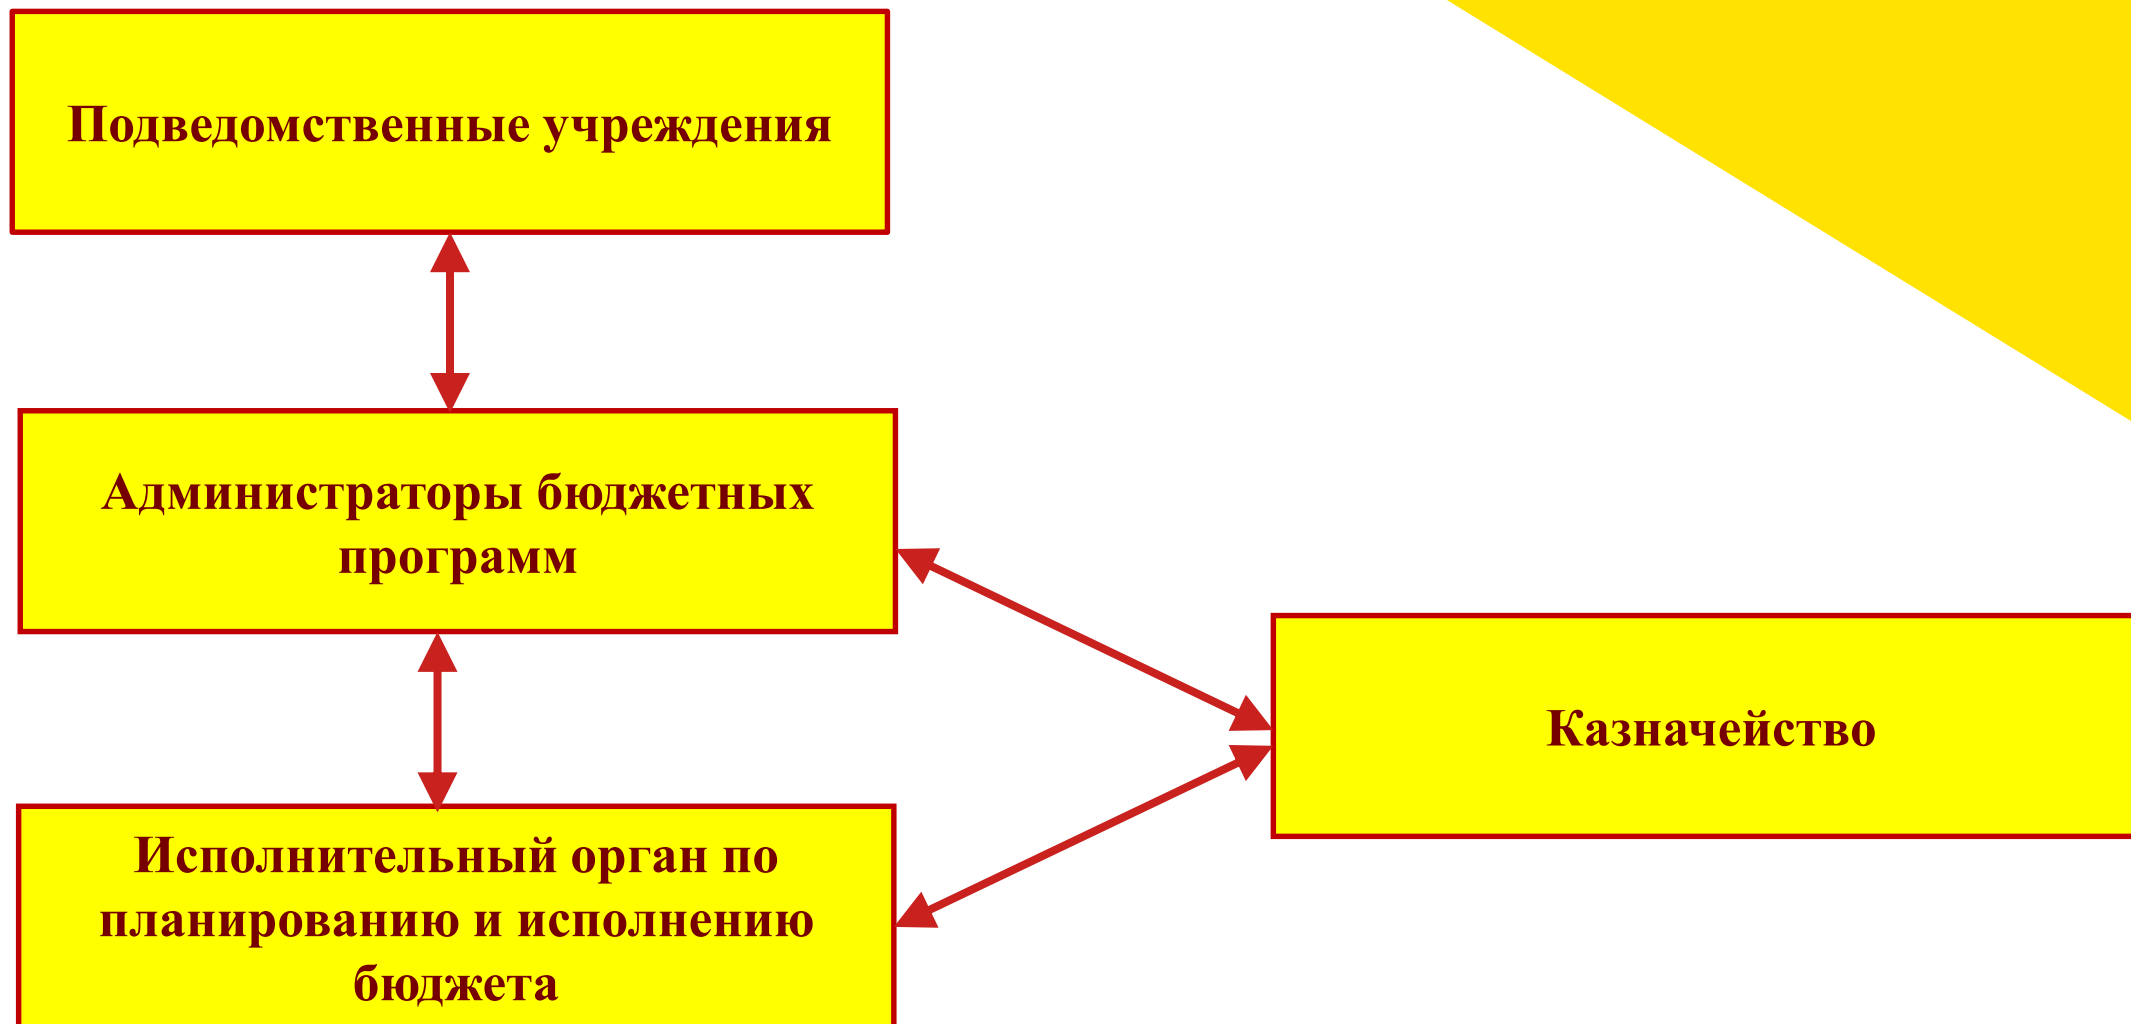 Подведомственные учреждения
Администраторы бюджетных
программ
Казначейство
Исполнительный орган по
планированию и исполнению
бюджета